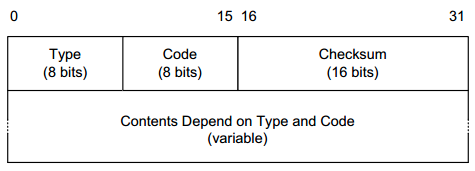 0 15 16 31
Type Code Checksum
(8 bits) (8 bits) (16 bits)
Contents Depend on Type and Code
(variable)